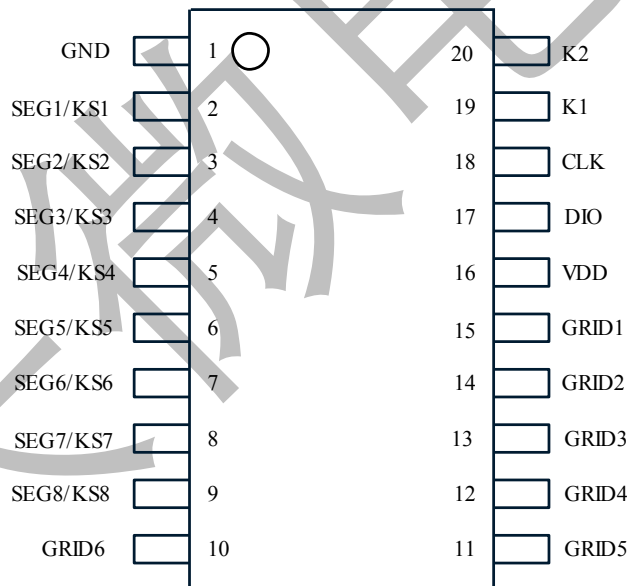 GND 1 20 K2
SEG1/KS1 2 19 K1
SEG2/KS2 3 18 CLK
SEG3/KS3 4 17 DIO
SEG4/KS4 5 16 VDD
SEG5/KS5 6 15 GRID1
SEG6/KS6 7 14 GRID2
SEG7/KS7 8 13 GRID3
SEG8/KS8 9 12 GRID4
GRID6 10 11 GRID5
微